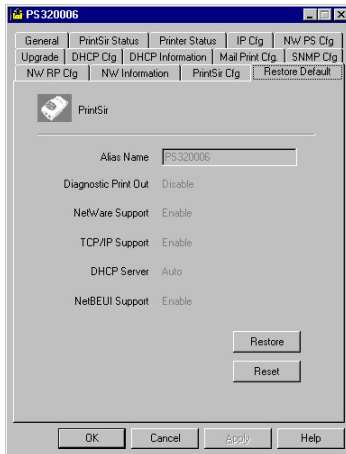 PS320006
General PrintSir Status Printer Status IP Cfg NW PS Cfg
Upgrade DHCP Cfg DHCP Information Mail Print Cfg. SNMP Cfg
NW RP Cfg NW Information PrintSir Cfg Restore Default
PrintSir
Alias Name PS320006
Diagnostic Print Out Disable
NetWare Support Enable
TCP/IP Support Enable
DHCP Server Auto
NetBEUI Support Enable
Restore
Reset
OK Cancel Apply Help